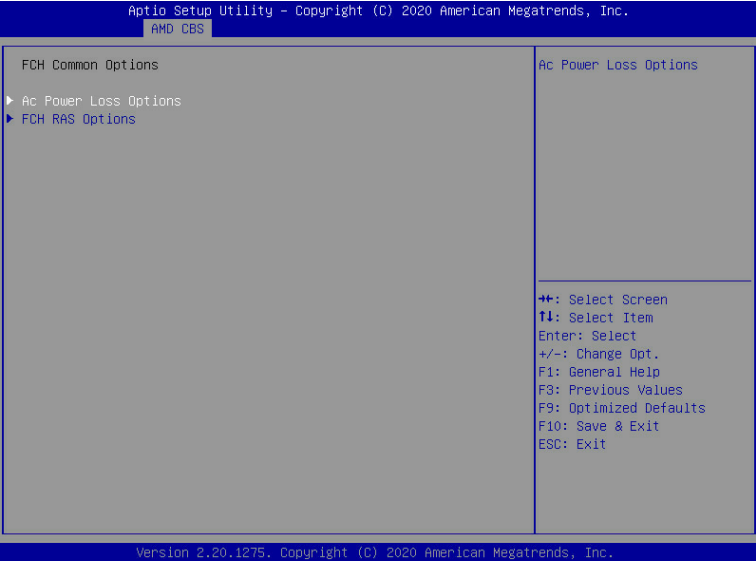 Aptio Setup Utility – Copyright (C) 2020 American Megatrends, Inc.
AMD CBS
FCH Common Options
Ac Power Loss Options
FCH RAS Options
Ac Power Loss Options
→←: Select Screen
↑↓: Select Item
Enter: Select
+/-: Change Opt.
F1: General Help
F3: Previous Values
F9: Optimized Defaults
F10: Save & Exit
ESC: Exit
Version 2.20.1275. Copyright (C) 2020 American Megatrends, Inc.